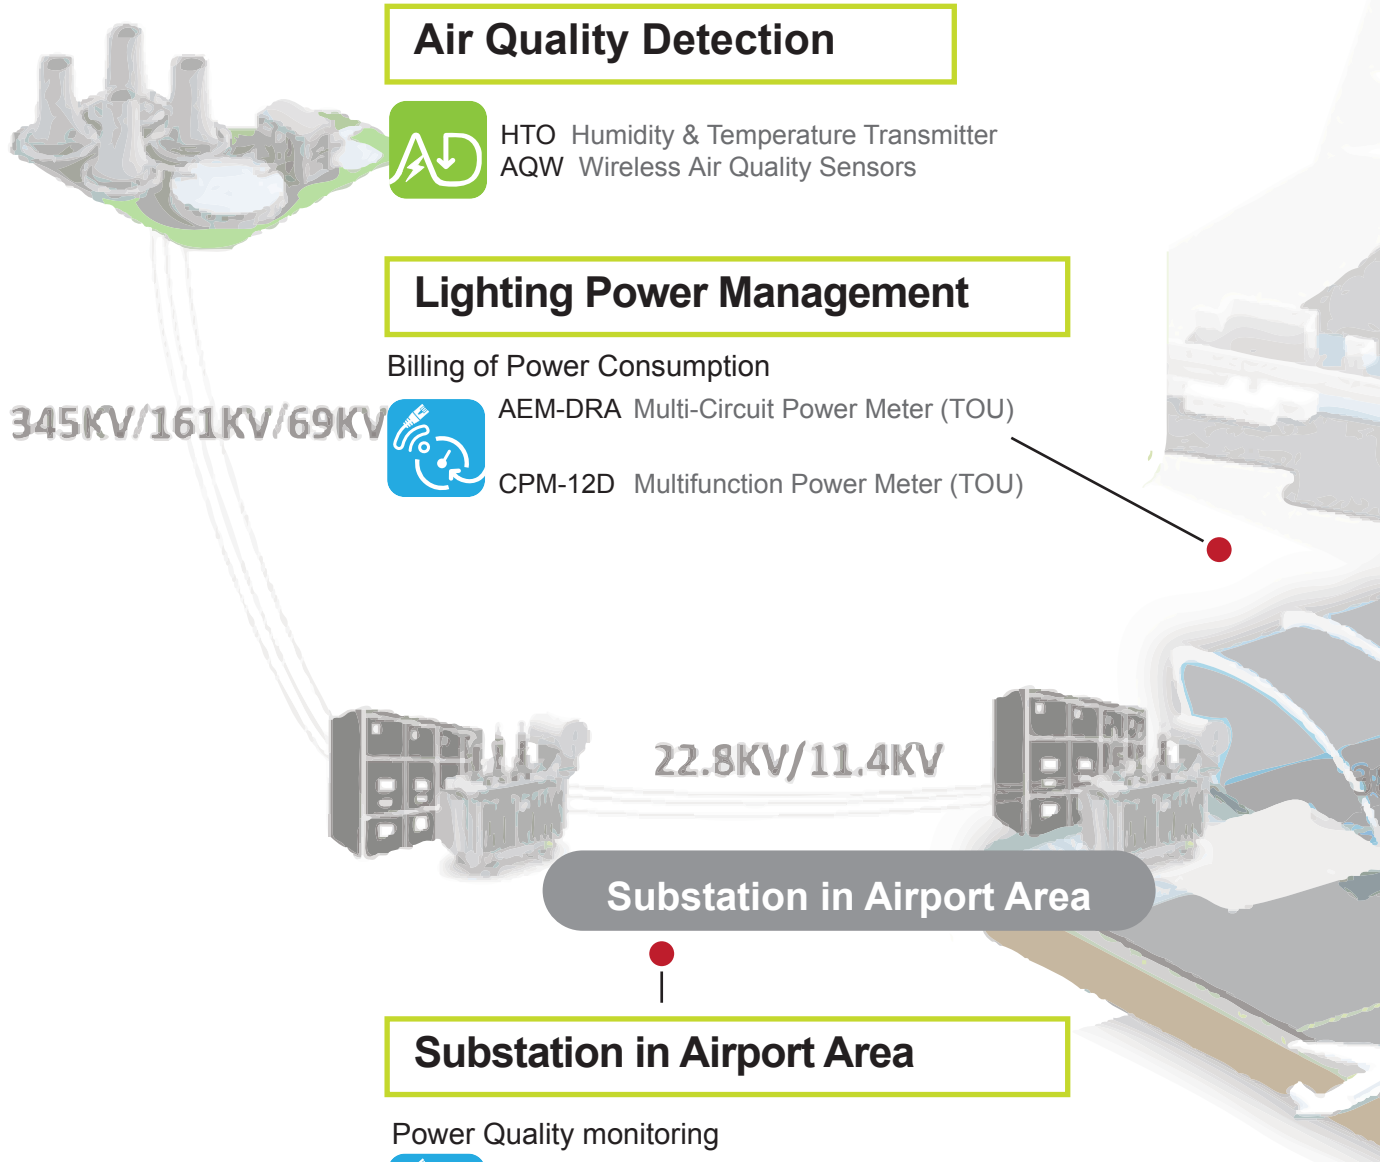 Air Quality Detection
HTO Humidity & Temperature Transmitter
AQW Wireless Air Quality Sensors
Lighting Power Management
Billing of Power Consumption
345KV/161KV/69KV
AEM-DRA Multi-Circuit Power Meter (TOU)
CPM-12D Multifunction Power Meter (TOU)
22.8KV/11.4KV
Substation in Airport Area
Substation in Airport Area
Power Quality monitoring